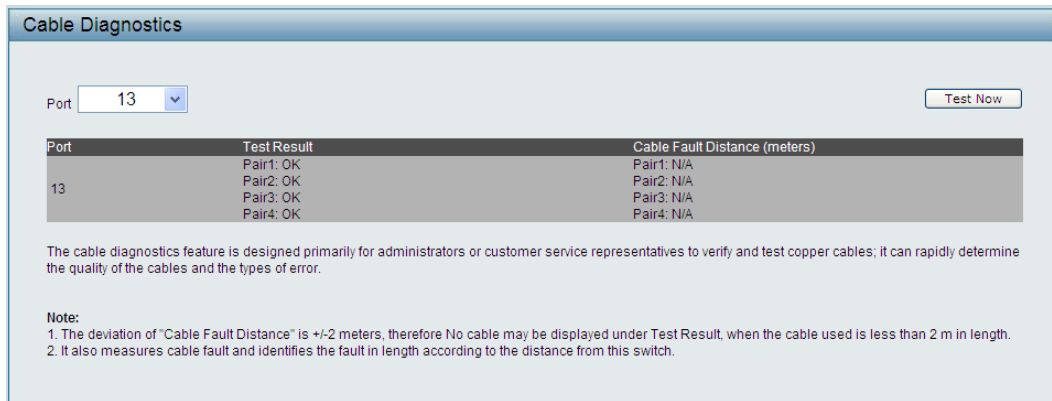 Cable Diagnostics
Port 13 Test Now
Port Test Result Cable Fault Distance (meters)
13
Pair1: OK Pair1: N/A
Pair2: OK Pair2: N/A
Pair3: OK Pair3: N/A
Pair4: OK Pair4: N/A
The cable diagnostics feature is designed primarily for administrators or customer service representatives to verify and test copper cables; it can rapidly determine
the quality of the cables and the types of error.
Note:
1. The deviation of "Cable Fault Distance" is +/-2 meters, therefore No cable may be displayed under Test Result, when the cable used is less than 2 m in length.
2. It also measures cable fault and identifies the fault in length according to the distance from this switch.